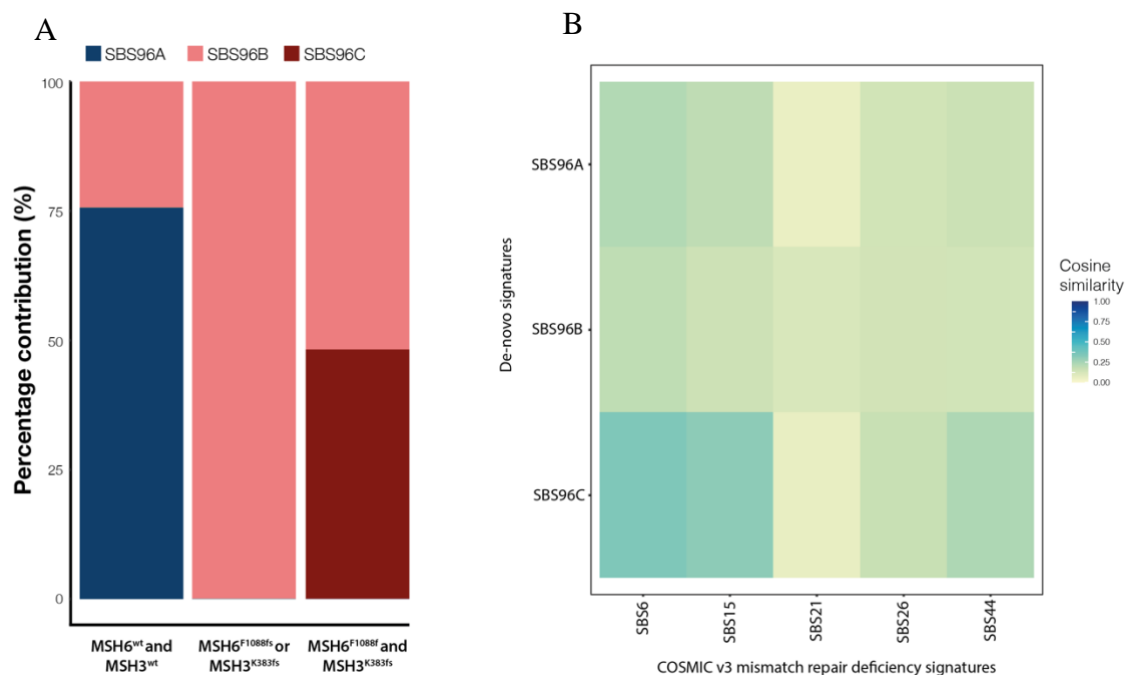 A
SBS96A SBS96B SBS96C
Percentage contribution (%)
100
75
50
25
0
MSH6wt and
MSH3wt
MSH6F1088fs or
MSH3K383fs
MSH6F1088f and
MSH3K383fs
B
De-novo signatures
SBS96A
SBS96B
SBS96C
SBS6
SBS15
SBS21
SBS26
SBS44
COSMIC v3 mismatch repair deficiency signatures
Cosine
similarity
1.00
0.75
0.50
0.25
0.00